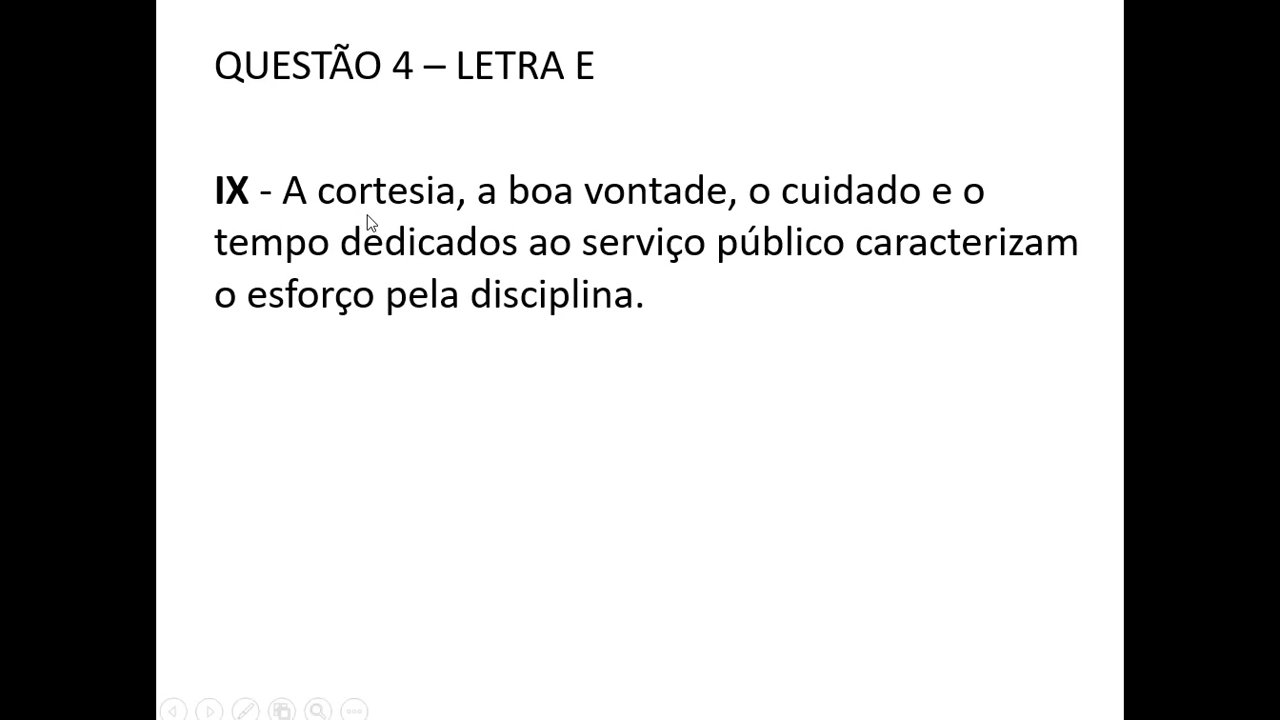 QUESTÃO 4 – LETRA E
IX - A cortesia, a boa vontade, o cuidado e o
tempo dedicados ao serviço público caracterizam
o esforço pela disciplina.